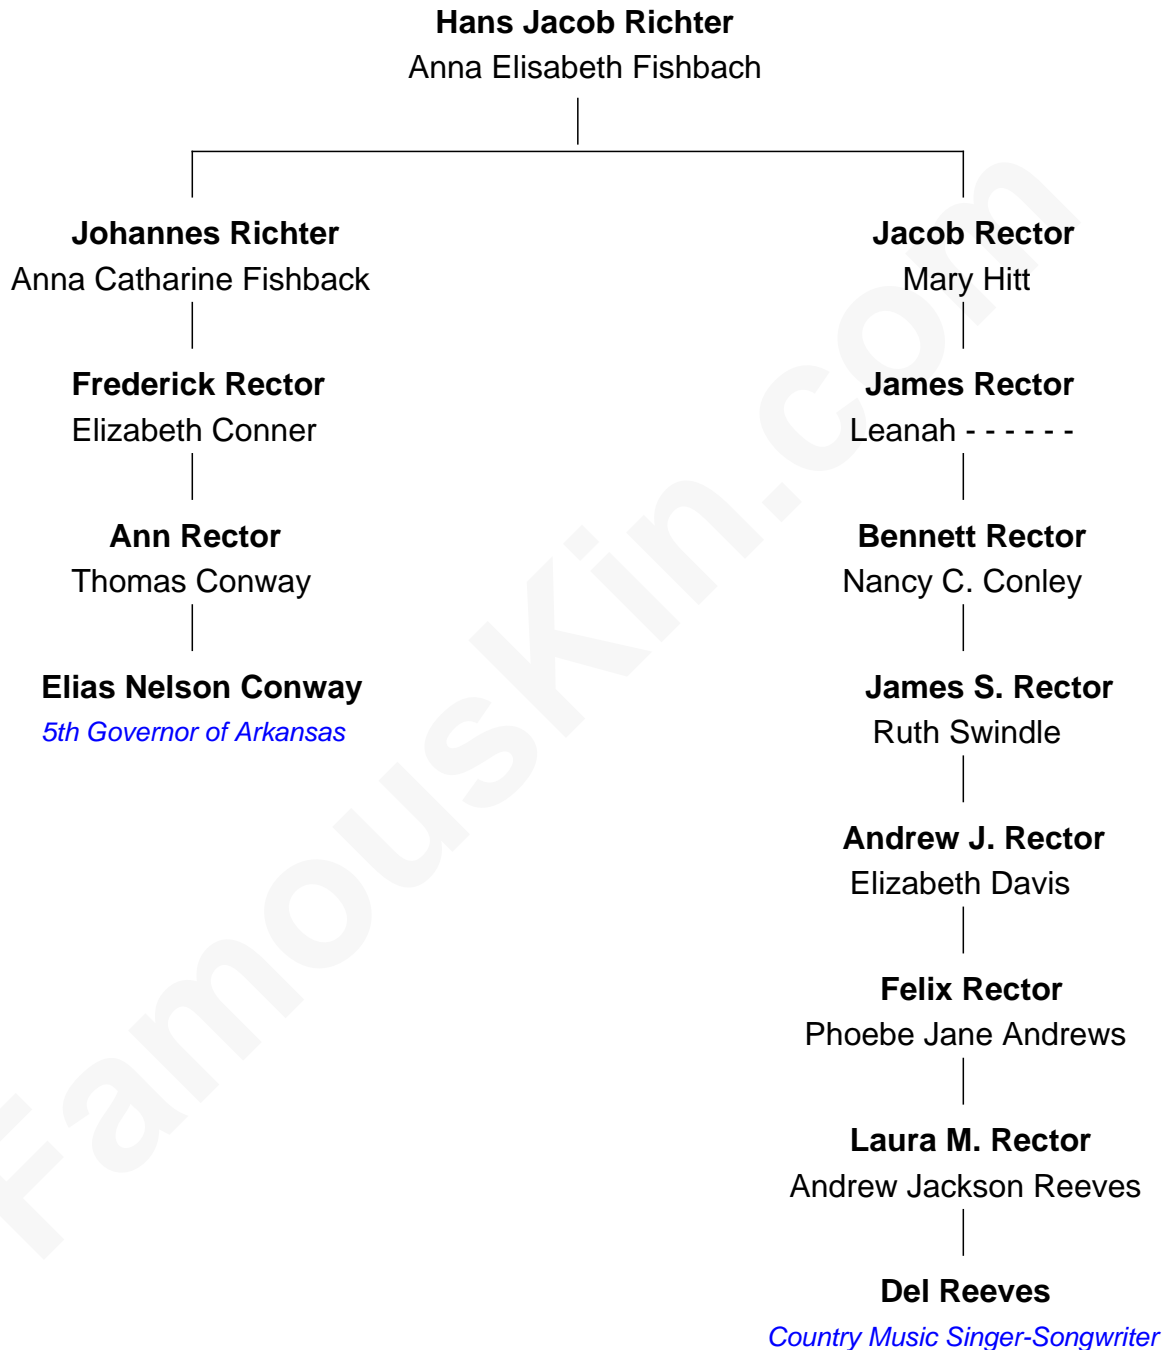 Hans Jacob Richter
Anna Elisabeth Fishbach
Johannes Richter
Anna Catharine Fishback
Frederick Rector
Elizabeth Conner
Ann Rector
Thomas Conway
Elias Nelson Conway
5th Governor of Arkansas
Jacob Rector
Mary Hitt
James Rector
Leanah - - - - - -
Bennett Rector
Nancy C. Conley
James S. Rector
Ruth Swindle
Andrew J. Rector
Elizabeth Davis
Felix Rector
Phoebe Jane Andrews
Laura M. Rector
Andrew Jackson Reeves
Del Reeves
Country Music Singer-Songwriter
FamousKin.com